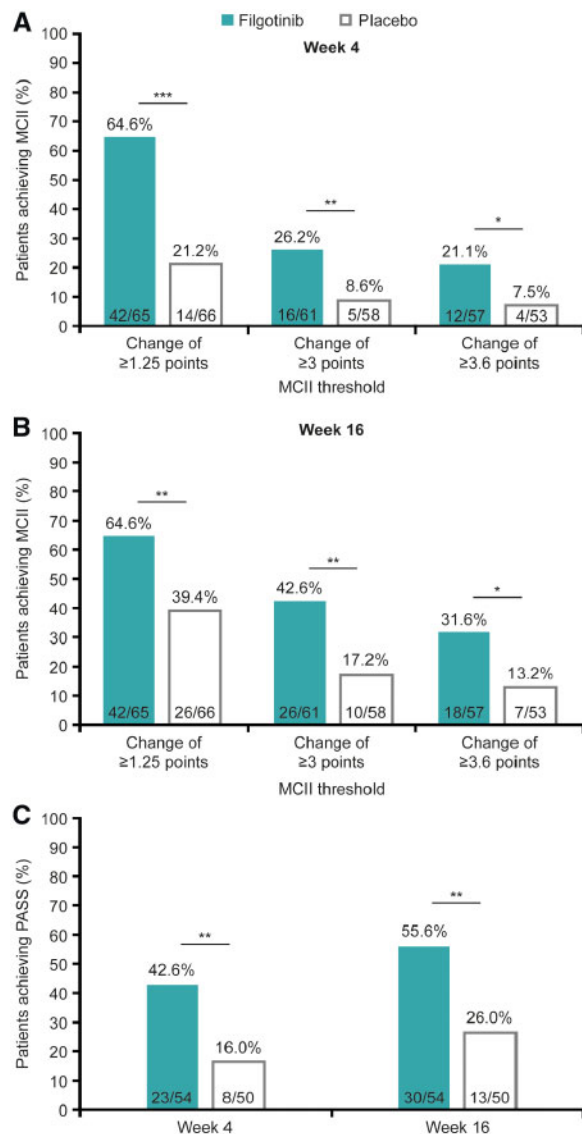 Filgotinib Placebo
A
Week 4
Patients achieving MCII (%)
100
90
80
70
60
50
40
30
20
10
0
***
64.6%
21.2%
42/65
14/66
**
26.2%
8.6%
16/61
5/58
*
21.1%
7.5%
12/57
4/53
Change of
≥1.25 points
Change of
≥3 points
Change of
≥3.6 points
MCII threshold
B
Week 16
Patients achieving MCII (%)
100
90
80
70
60
50
40
30
20
10
0
**
64.6%
39.4%
42/65
26/66
**
42.6%
17.2%
26/61
10/58
*
31.6%
13.2%
18/57
7/53
Change of
≥1.25 points
Change of
≥3 points
Change of
≥3.6 points
MCII threshold
C
Patients achieving PASS (%)
100
90
80
70
60
50
40
30
20
10
0
**
42.6%
16.0%
23/54
8/50
**
55.6%
26.0%
30/54
13/50
Week 4
Week 16